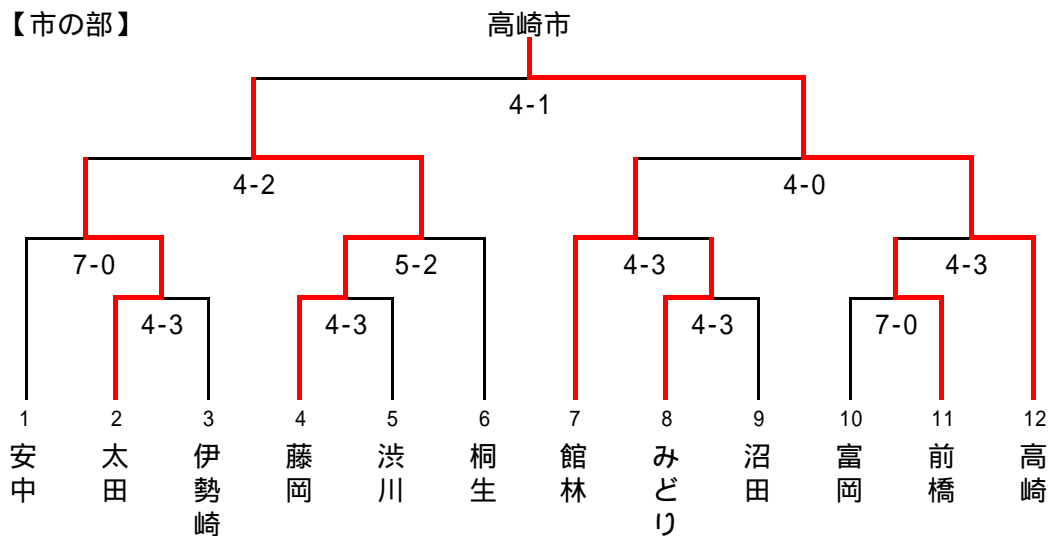 【市の部】
高崎市
4-1
4-2
4-0
7-0
5-2
4-3
4-3
4-3
4-3
4-3
7-0
1
2
3
4
5
6
7
8
9
10
11
12
安中
太田
伊勢崎
藤岡
渋川
桐生
館林
みどり
沼田
富岡
前橋
高崎